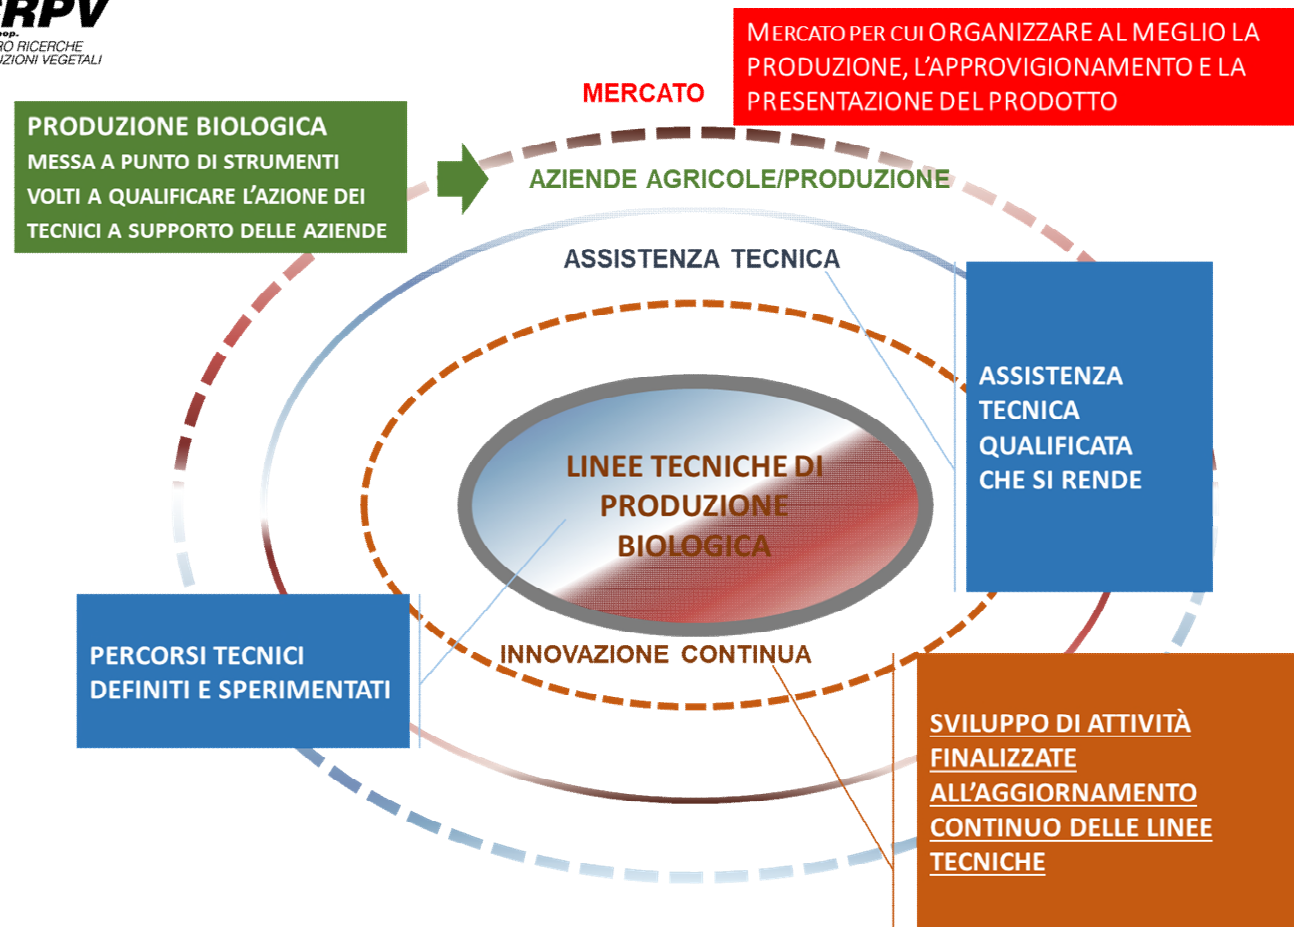 CRPV
coop.
RO RICERCHE
UZIONI VEGETALI
MERCATO PER CUI ORGANIZZARE AL MEGLIO LA
PRODUZIONE, L'APPROVIGIONAMENTO E LA
PRESENTAZIONE DEL PRODOTTO
MERCATO
PRODUZIONE BIOLOGICA
MESSA A PUNTO DI STRUMENTI
VOLTI A QUALIFICARE L'AZIONE DEI
TECNICI A SUPPORTO DELLE AZIENDE
AZIENDE AGRICOLE/PRODUZIONE
ASSISTENZA TECNICA
ASSISTENZA
TECNICA
QUALIFICATA
CHE SI RENDE
LINEE TECNICHE DI
PRODUZIONE
BIOLOGICA
PERCORSI TECNICI
DEFINITI E SPERIMENTATI
INNOVAZIONE CONTINUA
SVILUPPO DI ATTIVITÀ
FINALIZZATE
ALL'AGGIORNAMENTO
CONTINUO DELLE LINEE
TECNICHE